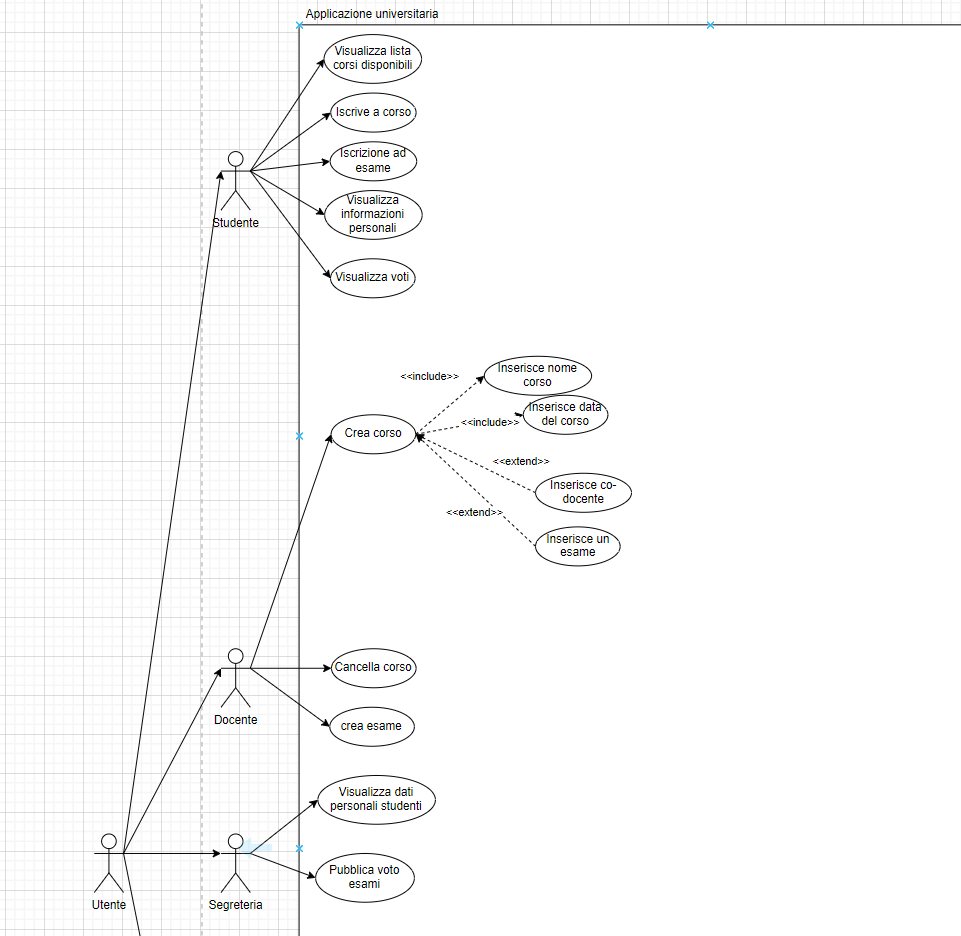 Applicazione universitaria
Visualizza lista
corsi disponibili
Iscrive a corso
Iscrizione ad
esame
Visualizza
informazioni
personali
Studente
Visualizza voti
<<include>>
Inserisce nome
corso
Inserisce data
del corso
<<include>>
Crea corso
<<extend>>
Inserisce co-
docente
<<extend>>
Inserisce un
esame
Cancella corso
Docente
crea esame
Visualizza dati
personali studenti
Pubblica voto
esami
Utente
Segreteria